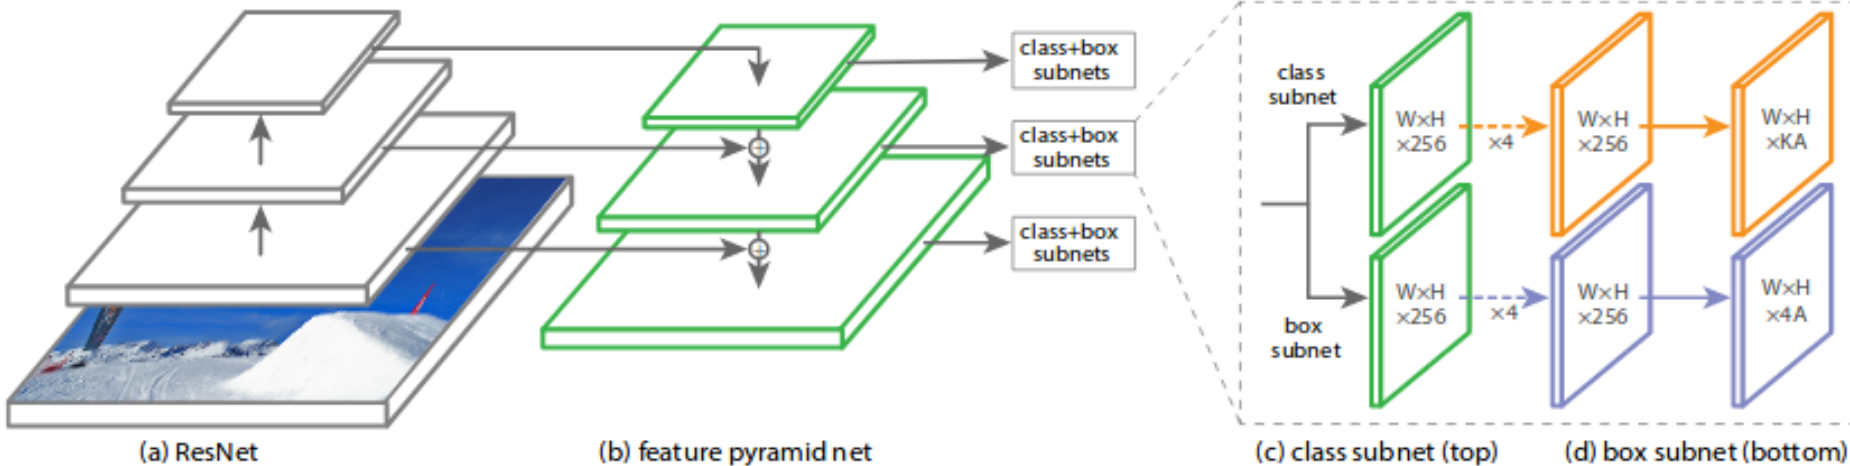 class+box
subnets
class+box
subnets
class+box
subnets
class
subnet
W×H
×256
×4
W×H
×256
W×H
×KA
box
subnet
W×H
×256
×4
W×H
×256
W×H
×4A
(a) ResNet
(b) feature pyramid net
(c) class subnet (top)
(d) box subnet (bottom)